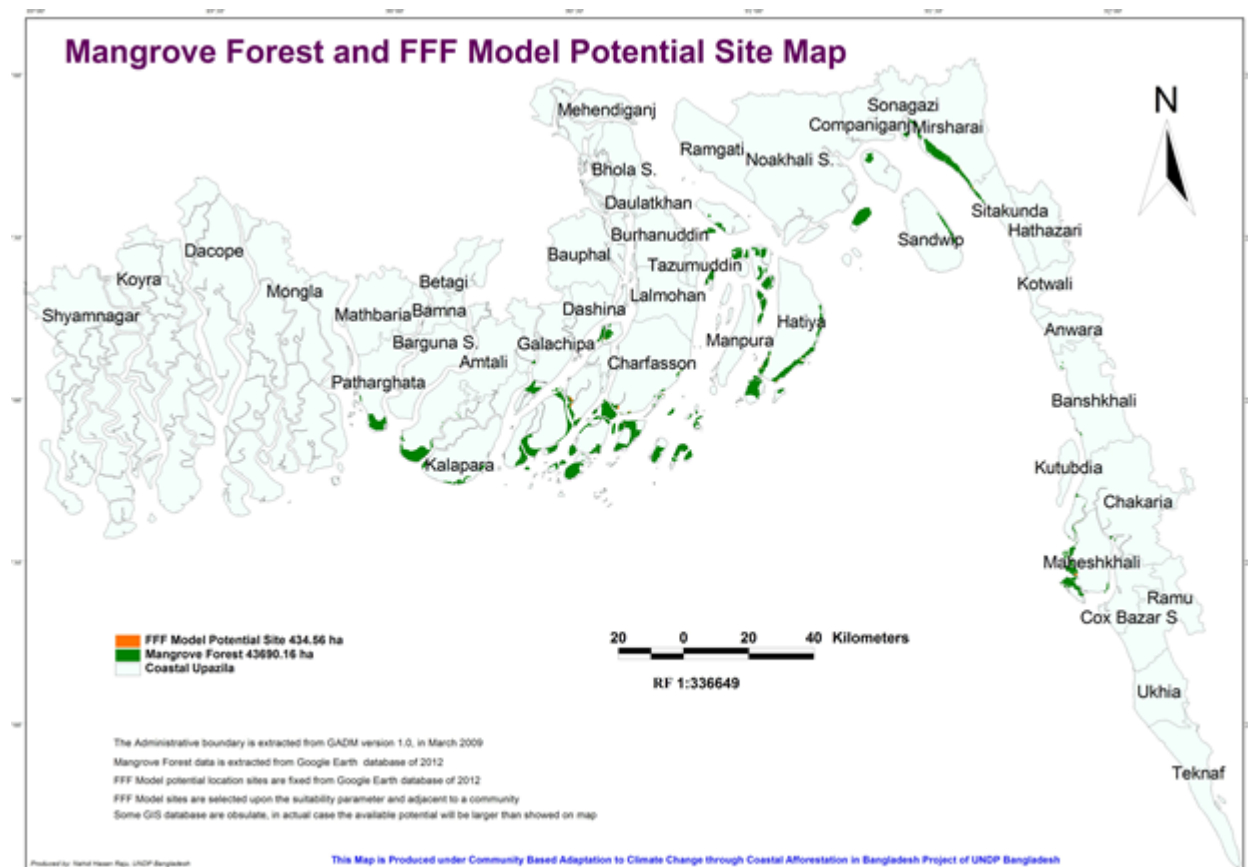 Mangrove Forest and FFF Model Potential Site Map
N
Mehendiganj
Sonagazi
Companiganj
Mirsharai
Ramgati
Noakhali S.
Bhola S.
Daulatkhan
Sitakunda
Hathazari
Sandwip
Burhanuddin
Bauphal
Tazumuddin
Dacope
Koyra
Mongla
Betagi
Kotwali
Shyamnagar
Mathbaria
Bamna
Dashina
Lalmohan
Hatiya
Anwara
Barguna S.
Galachipa
Manpura
Amtali
Charfasson
Patharghata
Banshkhali
Kalapara
Kutubdia
Chakaria
Maheshkhali
Ramu
Cox Bazar S
Ukhia
Teknaf
FFF Model Potential Site 434.56 ha
Mangrove Forest 43690.16 ha
Coastal Upazila
20 0 20 40 Kilometers
RF 1:336649
The Administrative boundary is extracted from GADM version 1.0, in March 2009
Mangrove Forest data is extracted from Google Earth database of 2012
FFF Model potential location sites are fixed from Google Earth database of 2012
FFF Model sites are selected upon the suitability parameter and adjacent to a community
Some GIS database are obsulate, in actual case the available potential will be larger than showed on map
Produced by: Nahid Hasan Raju, UNDP Bangladesh
This Map is Produced under Community Based Adaptation to Climate Change through Coastal Afforestation in Bangladesh Project of UNDP Bangladesh